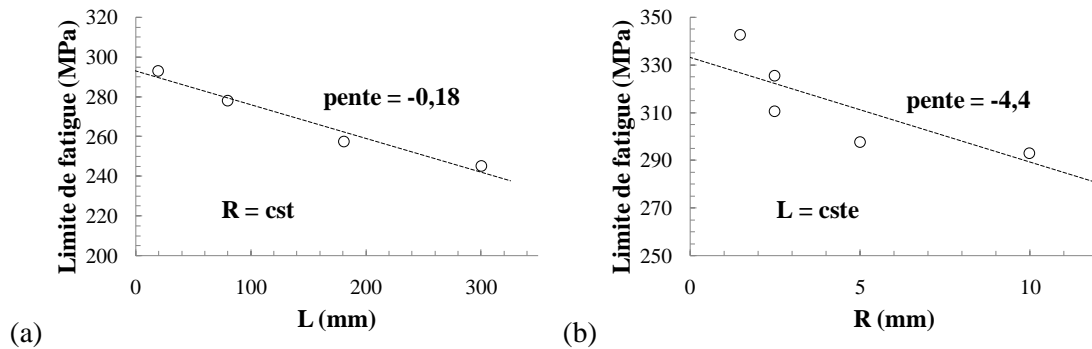 320
300
280
260
240
220
200
0
100
200
300
Limite de fatigue (MPa)
L (mm)
pente = -0,18
R = cst
(a)
350
330
310
290
270
250
0
5
10
Limite de fatigue (MPa)
R (mm)
pente = -4,4
L = cste
(b)